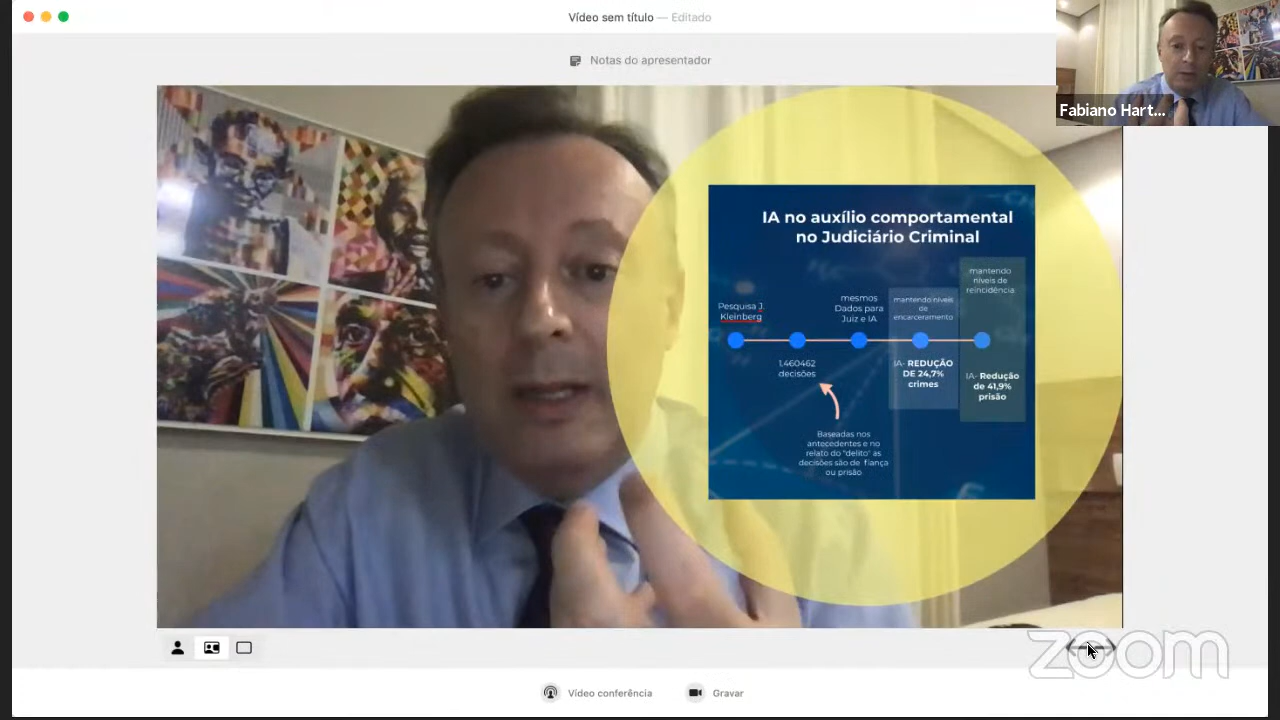 Vídeo sem título — Editado
Notas do apresentador
Fabiano Hart...
IA no auxílio comportamental
no Judiciário Criminal
Pesquisa J.
Kleinberg
1.460462
decisões
Baseadas nos
antecedentes e no
relato do "delito" as
decisões são de fiança
ou prisão
mesmos
Dados para
Juiz e IA
mantendo níveis
de
encarceramento
IA- REDUÇÃO
DE 24,7%
crimes
mantendo
níveis de
reincidência
IA- Redução
de 41,9%
prisão
zoom
Vídeo conferência
Gravar